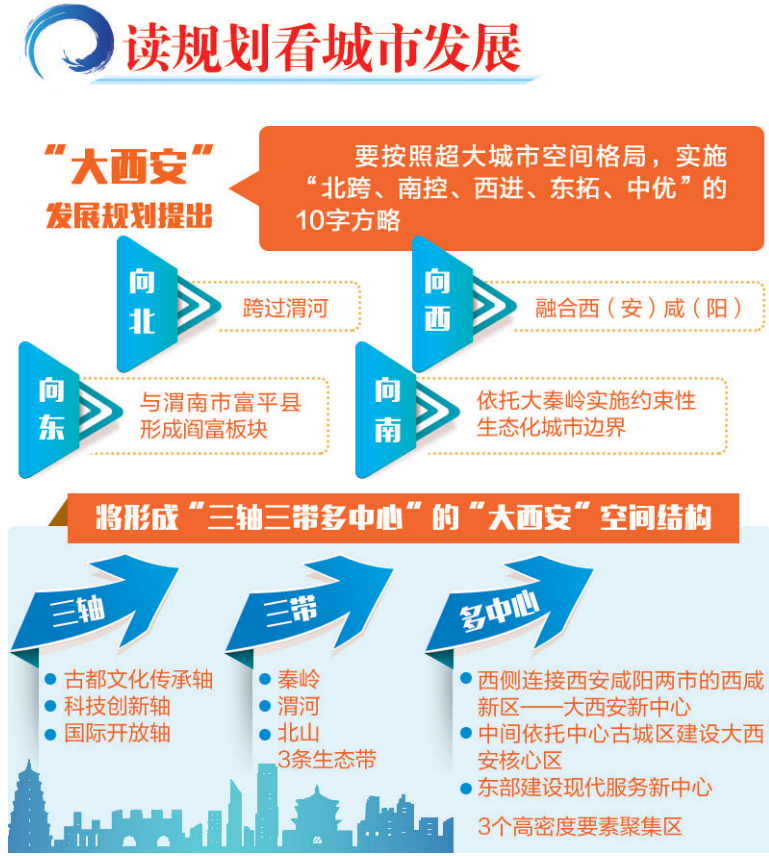 读规划看城市发展
“大西安”
发展规划提出
要按照超大城市空间格局，实施
“北跨、南控、西进、东拓、中优”的
10字方略
向北
跨过渭河
向西
融合西（安）咸（阳）
向东
与渭南市富平县
形成阎富板块
向南
依托大秦岭实施约束性
生态化城市边界
将形成“三轴三带多中心”的“大西安”空间结构
三轴
古都文化传承轴
科技创新轴
国际开放轴
三带
秦岭
渭河
北山
3条生态带
多中心
西侧连接西安咸阳两市的西咸
新区——大西安新中心
中间依托中心古城区建设大西
安核心区
东部建设现代服务新中心
3个高密度要素聚集区